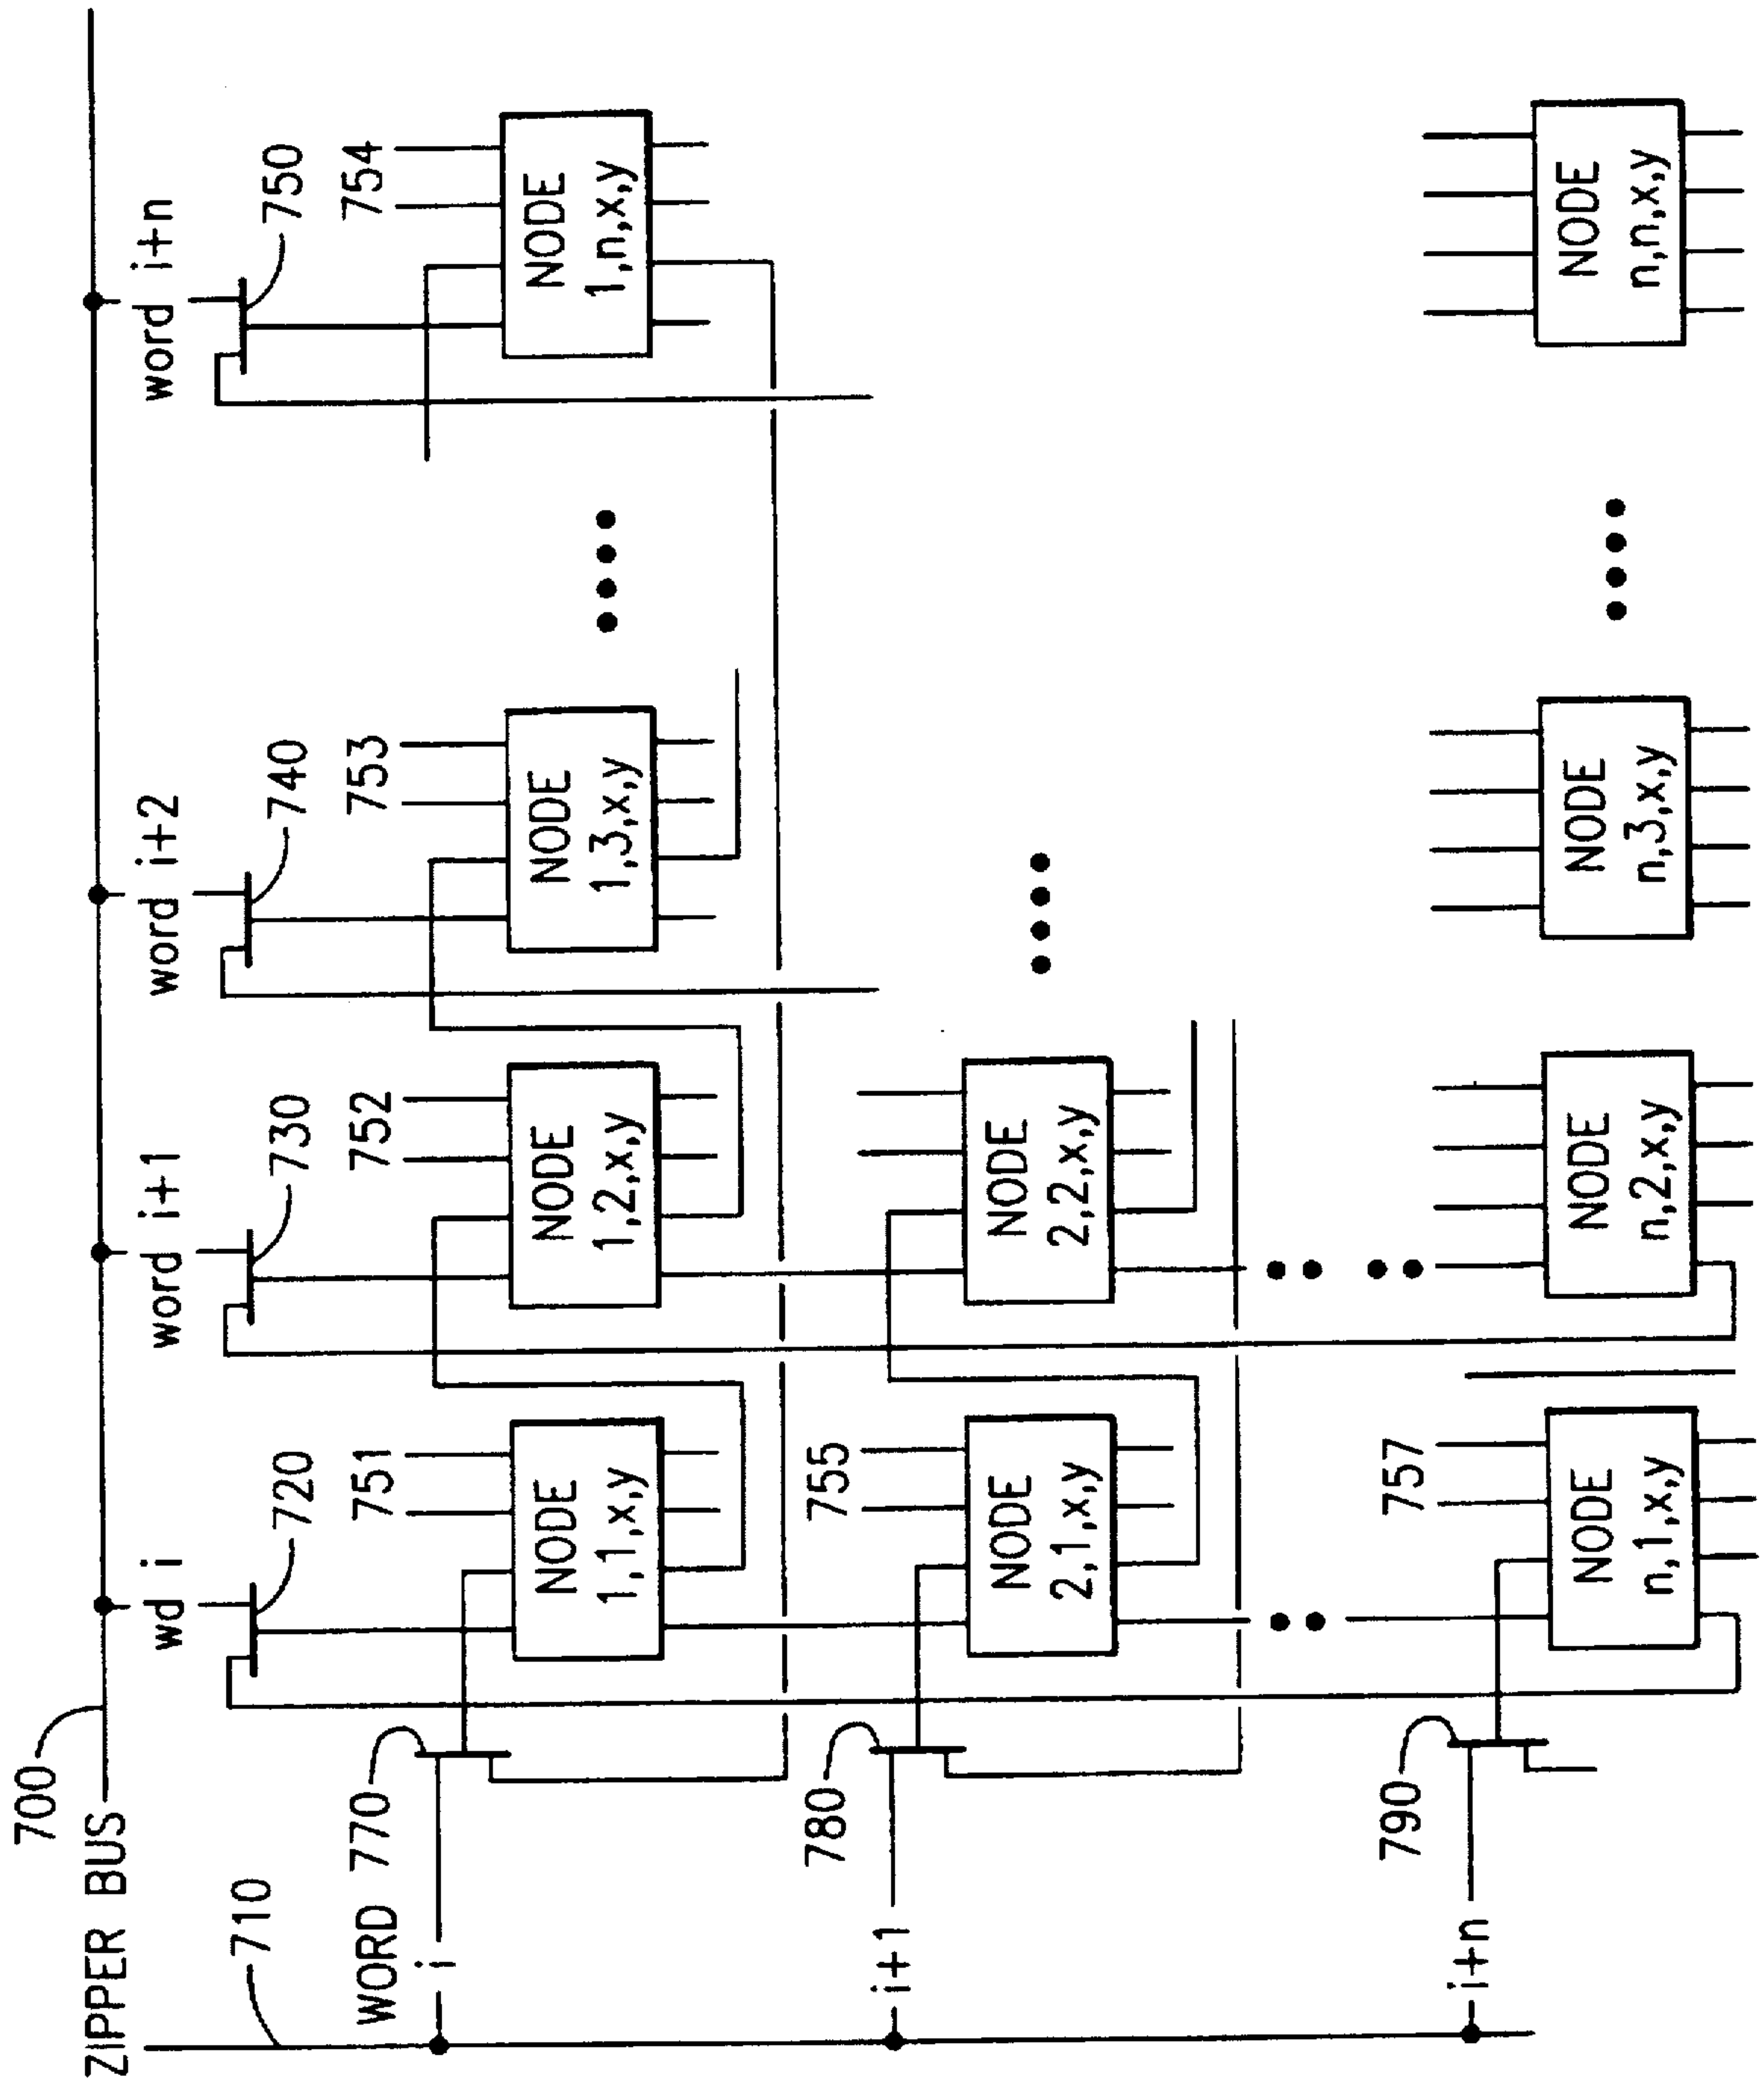 ZIPPER BUS
700
710
wd i
word i+1
word i+2
word i+n
720
730
740
750
WORD
i
770
751
752
753
754
NODE
1,1,x,y
NODE
1,2,x,y
NODE
1,3,x,y
NODE
1,n,x,y
i+1
780
755
NODE
2,1,x,y
NODE
2,2,x,y
i+n
790
757
NODE
n,1,x,y
NODE
n,2,x,y
NODE
n,3,x,y
NODE
n,n,x,y